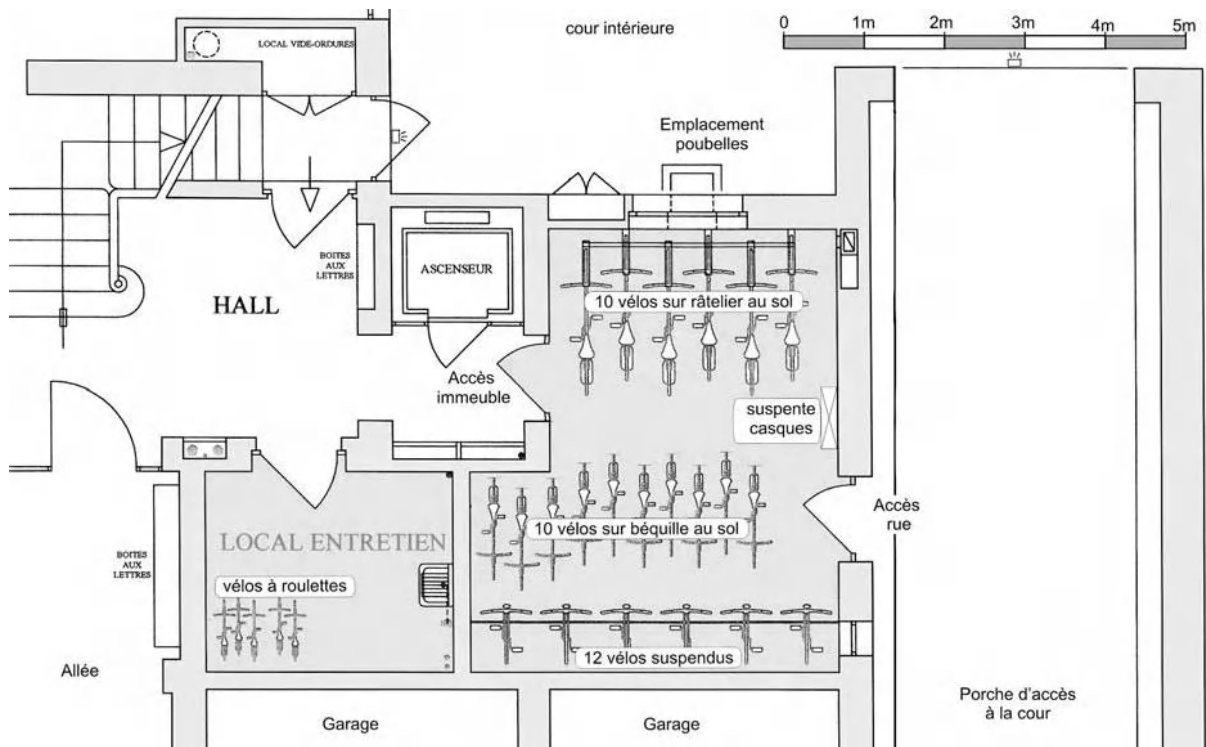 cour intérieure
0 1m 2m 3m 4m 5m
LOCAL VIDE-ORDURES
Emplacement
poubelles
BOITES
AUX
LETTRES
ASCENSEUR
HALL
10 vélos sur râtelier au sol
Accès
immeuble
suspente
casques
Accès
rue
LOCAL ENTRETIEN
10 vélos sur béquille au sol
BOITES
AUX
LETTRES
vélos à roulettes
12 vélos suspendus
Allée
Garage
Garage
Porche d'accès
à la cour